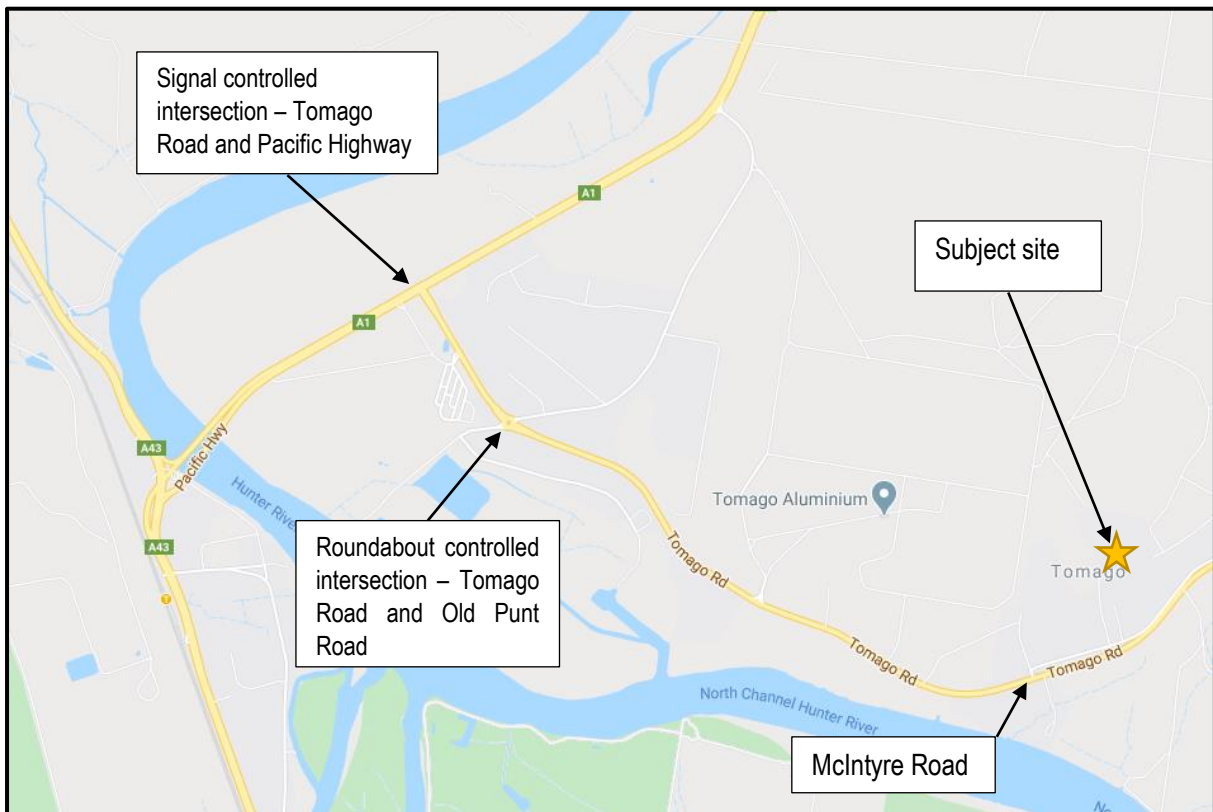 Signal controlled
intersection – Tomago
Road and Pacific Highway
A1
A1
Subject site
A43
Pacific Hwy
Hunter River
A43
Tomago Aluminium
Roundabout controlled
intersection – Tomago
Road and Old Punt
Road
Tomago Rd
Tomago
Tomago Rd
Tomago Rd
North Channel Hunter River
McIntyre Road